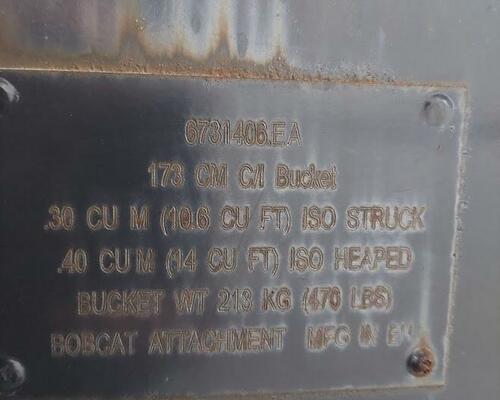 6731406.EA
173 CM C/I Bucket
.30 CU M (10.6 CU FT) ISO STRUCK
.40 CU M (14 CU FT) ISO HEAPED
BUCKET WT 213 KG (470 LBS)
BOBCAT ATTACHMENT MFG IN